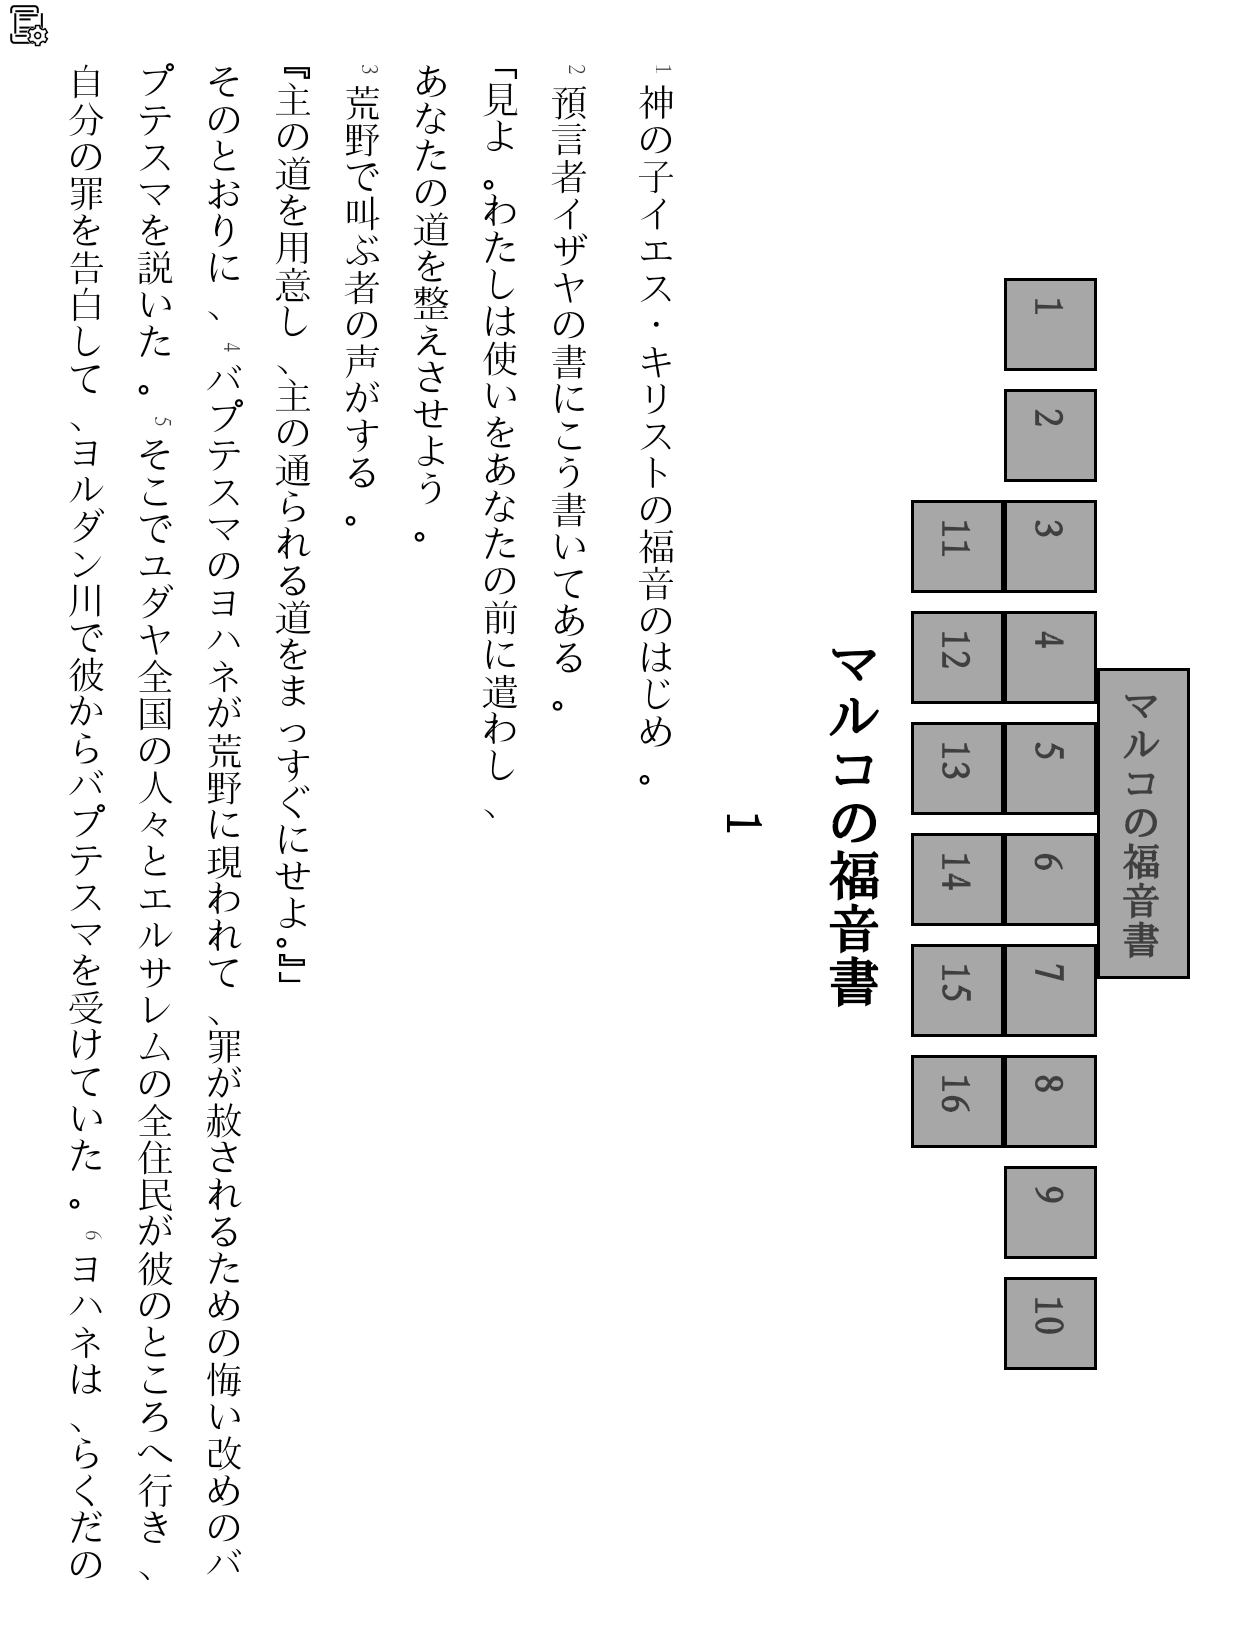 マルコの福音書
1
2
3
4
5
6
7
8
9
10
11
12
13
14
15
16
マルコの福音書
1
1 神の子イエス・キリストの福音のはじめ。
2 預言者イザヤの書にこう書いてある。
「見よ。わたしは使いをあなたの前に遣わし、
あなたの道を整えさせよう。
3 荒野で叫ぶ者の声がする。
『主の道を用意し、主の通られる道をまっすぐにせよ。』」
そのとおりに、4 バプテスマのヨハネが荒野に現われて、罪が赦されるための悔い改めのバ
プテスマを説いた。5 そこでユダヤ全国の人々とエルサレムの全住民が彼のところへ行き、
自分の罪を告白して、ヨルダン川で彼からバプテスマを受けていた。6 ヨハネは、らくだの